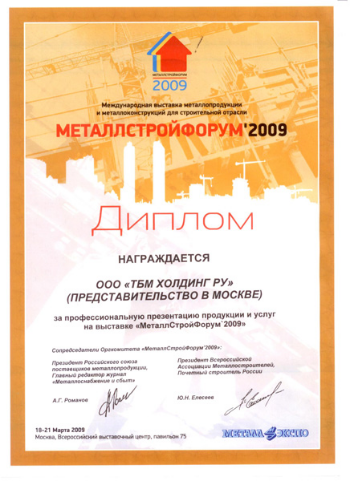 МЕТАЛЛСТРОЙФОРУМ
2009
Международная выставка металлопродукции
и металлоконструкций для строительной отрасли
МЕТАЛЛСТРОЙФОРУМ'2009
Диплом
НАГРАЖДАЕТСЯ
ООО «ТБМ ХОЛДИНГ РУ»
(ПРЕДСТАВИТЕЛЬСТВО В МОСКВЕ)
за профессиональную презентацию продукции и услуг
на выставке «МеталлСтройФорум'2009»
Сопредседатели Оргкомитета «МеталлСтройФорум'2009»:
Президент Российского союза
поставщиков металлопродукции,
Главный редактор журнал
«Металлоснабжение и сбыт»
А.Г. Романов
Президент Всероссийской
Ассоциации Металлостроителей,
Почетный строитель России
Ю.Н. Елисеев
18-21 Марта 2009
Москва, Всероссийский выставочный центр, павильон 75
МЕТАЛЛ ЭКСПО